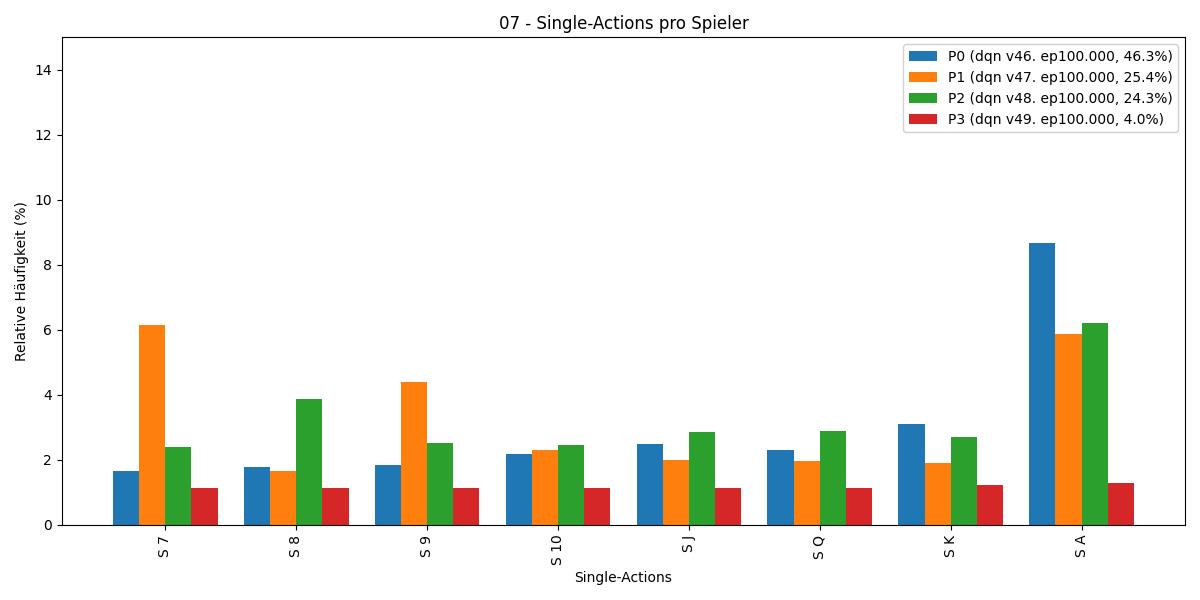 07 - Single-Actions pro Spieler
P0 (dqn v46. ep100.000, 46.3%)
P1 (dqn v47. ep100.000, 25.4%)
P2 (dqn v48. ep100.000, 24.3%)
P3 (dqn v49. ep100.000, 4.0%)
Relative Häufigkeit (%)
14
12
10
8
6
4
2
0
S 7
S 8
S 9
S 10
S J
S Q
S K
S A
Single-Actions